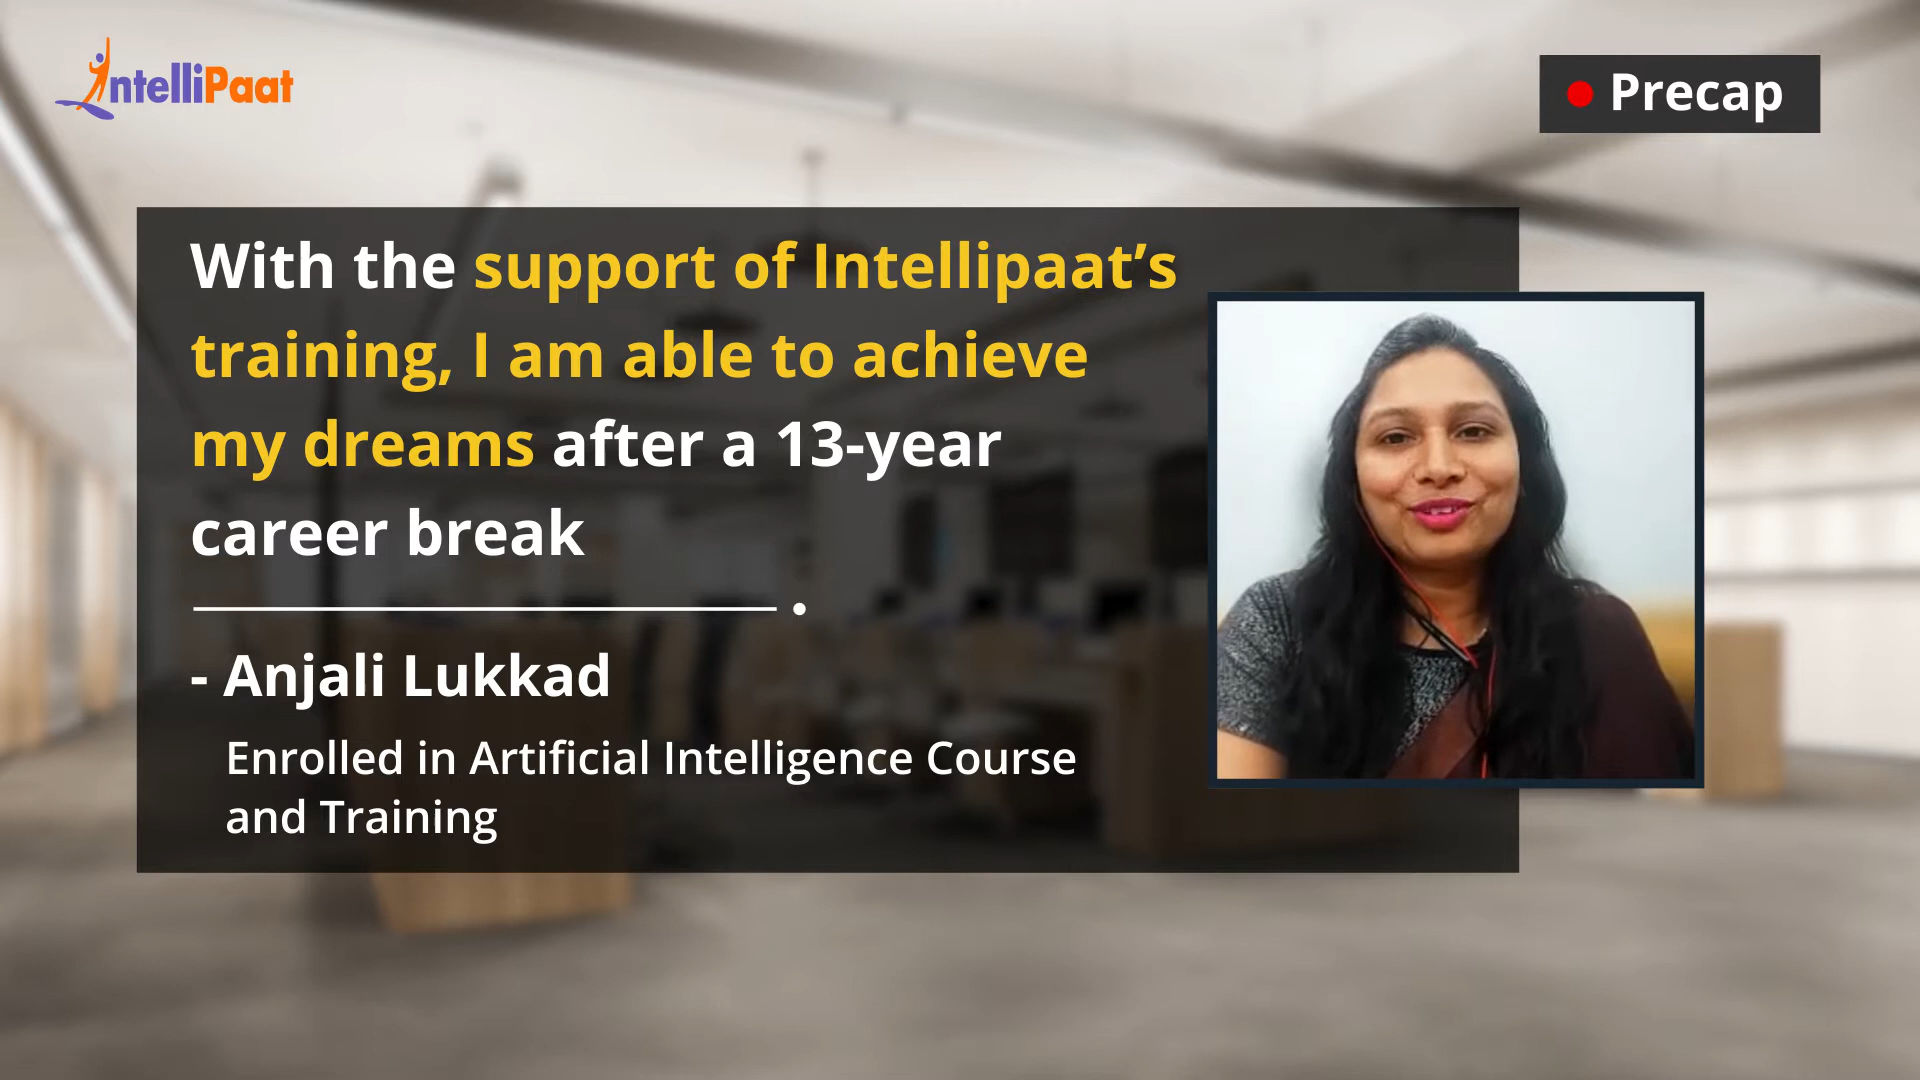 IntelliPaat
Precap
With the support of Intellipaat’s
training, I am able to achieve
my dreams after a 13-year
career break
- Anjali Lukkad
Enrolled in Artificial Intelligence Course
and Training